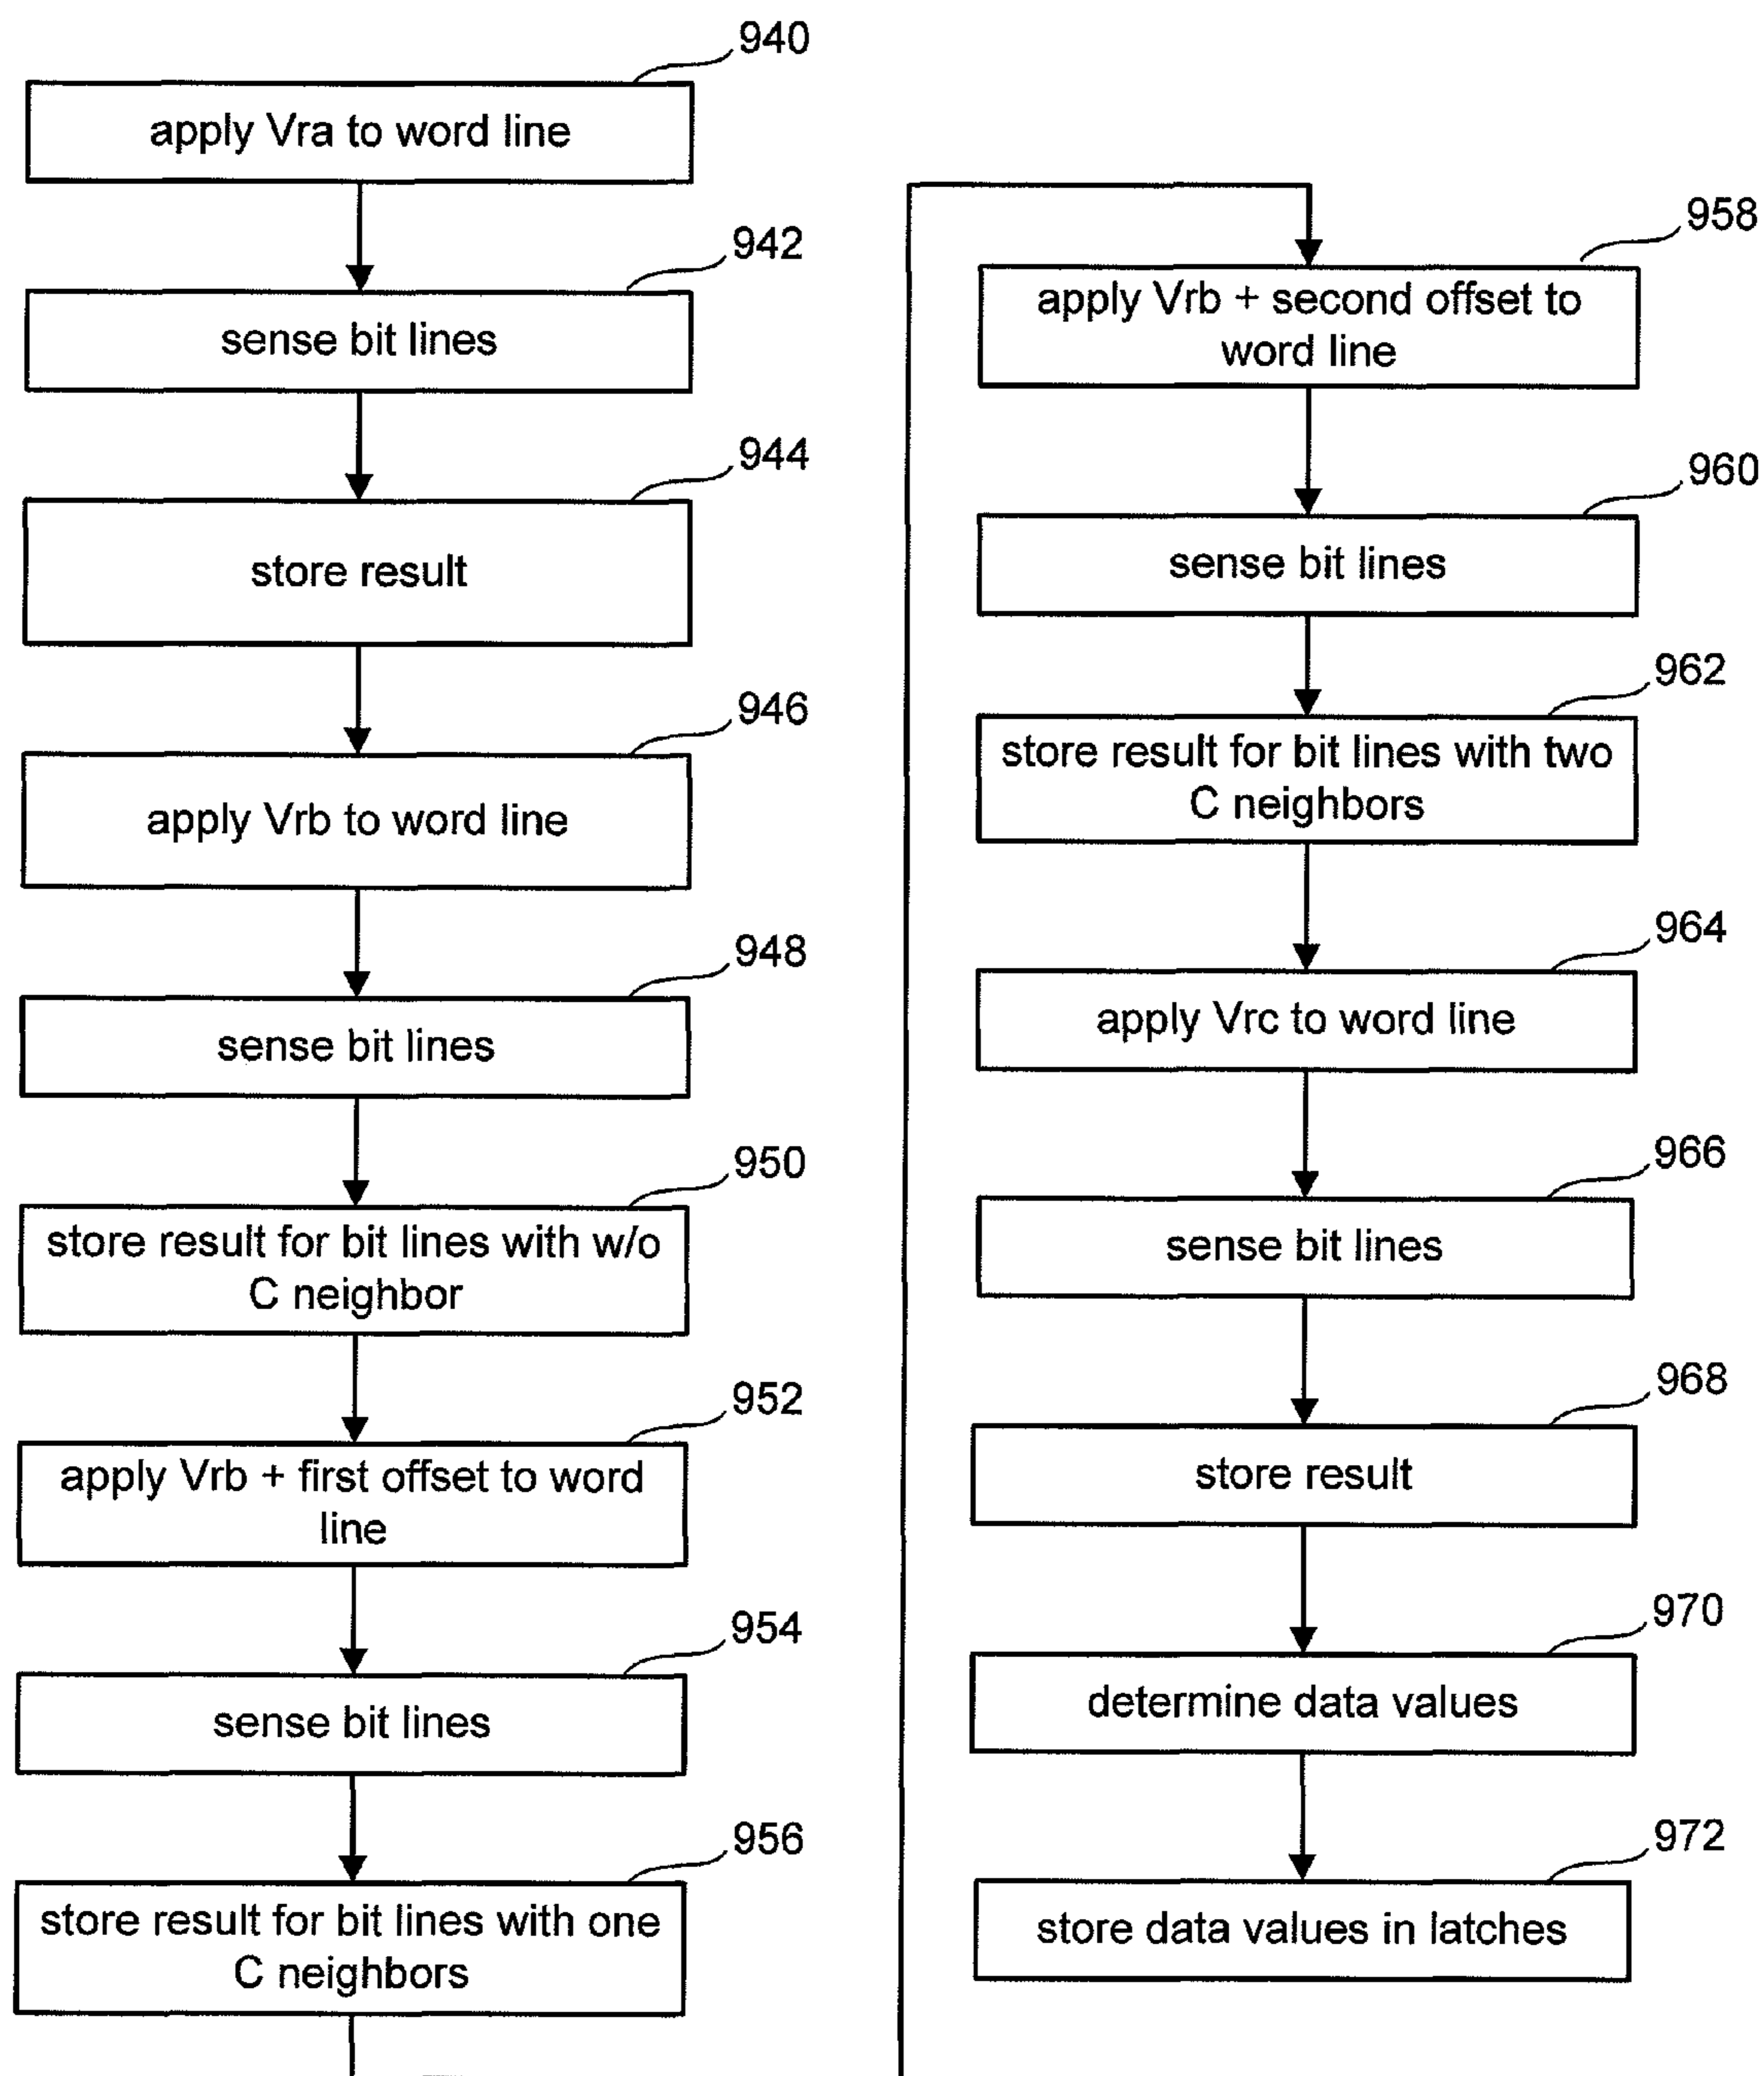 940
apply Vra to word line
942
sense bit lines
944
store result
946
apply Vrb to word line
948
sense bit lines
950
store result for bit lines with w/o
C neighbor
952
apply Vrb + first offset to word
line
954
sense bit lines
956
store result for bit lines with one
C neighbors
958
apply Vrb + second offset to
word line
960
sense bit lines
962
store result for bit lines with two
C neighbors
964
apply Vrc to word line
966
sense bit lines
968
store result
970
determine data values
972
store data values in latches